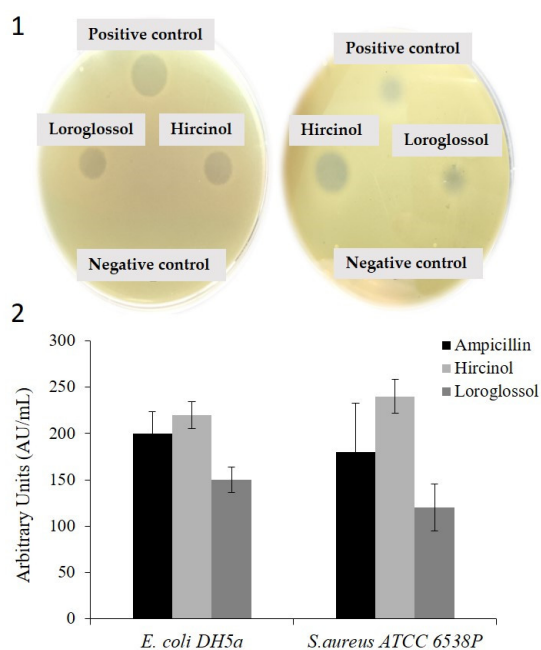 1
Positive control
Loroglossol
Hircinol
Negative control
Positive control
Hircinol
Loroglossol
Negative control
2
Arbitrary Units (AU/mL)
300
250
200
150
100
50
0
Ampicillin
Hircinol
Loroglossol
E. coli DH5a
S.aureus ATCC 6538P